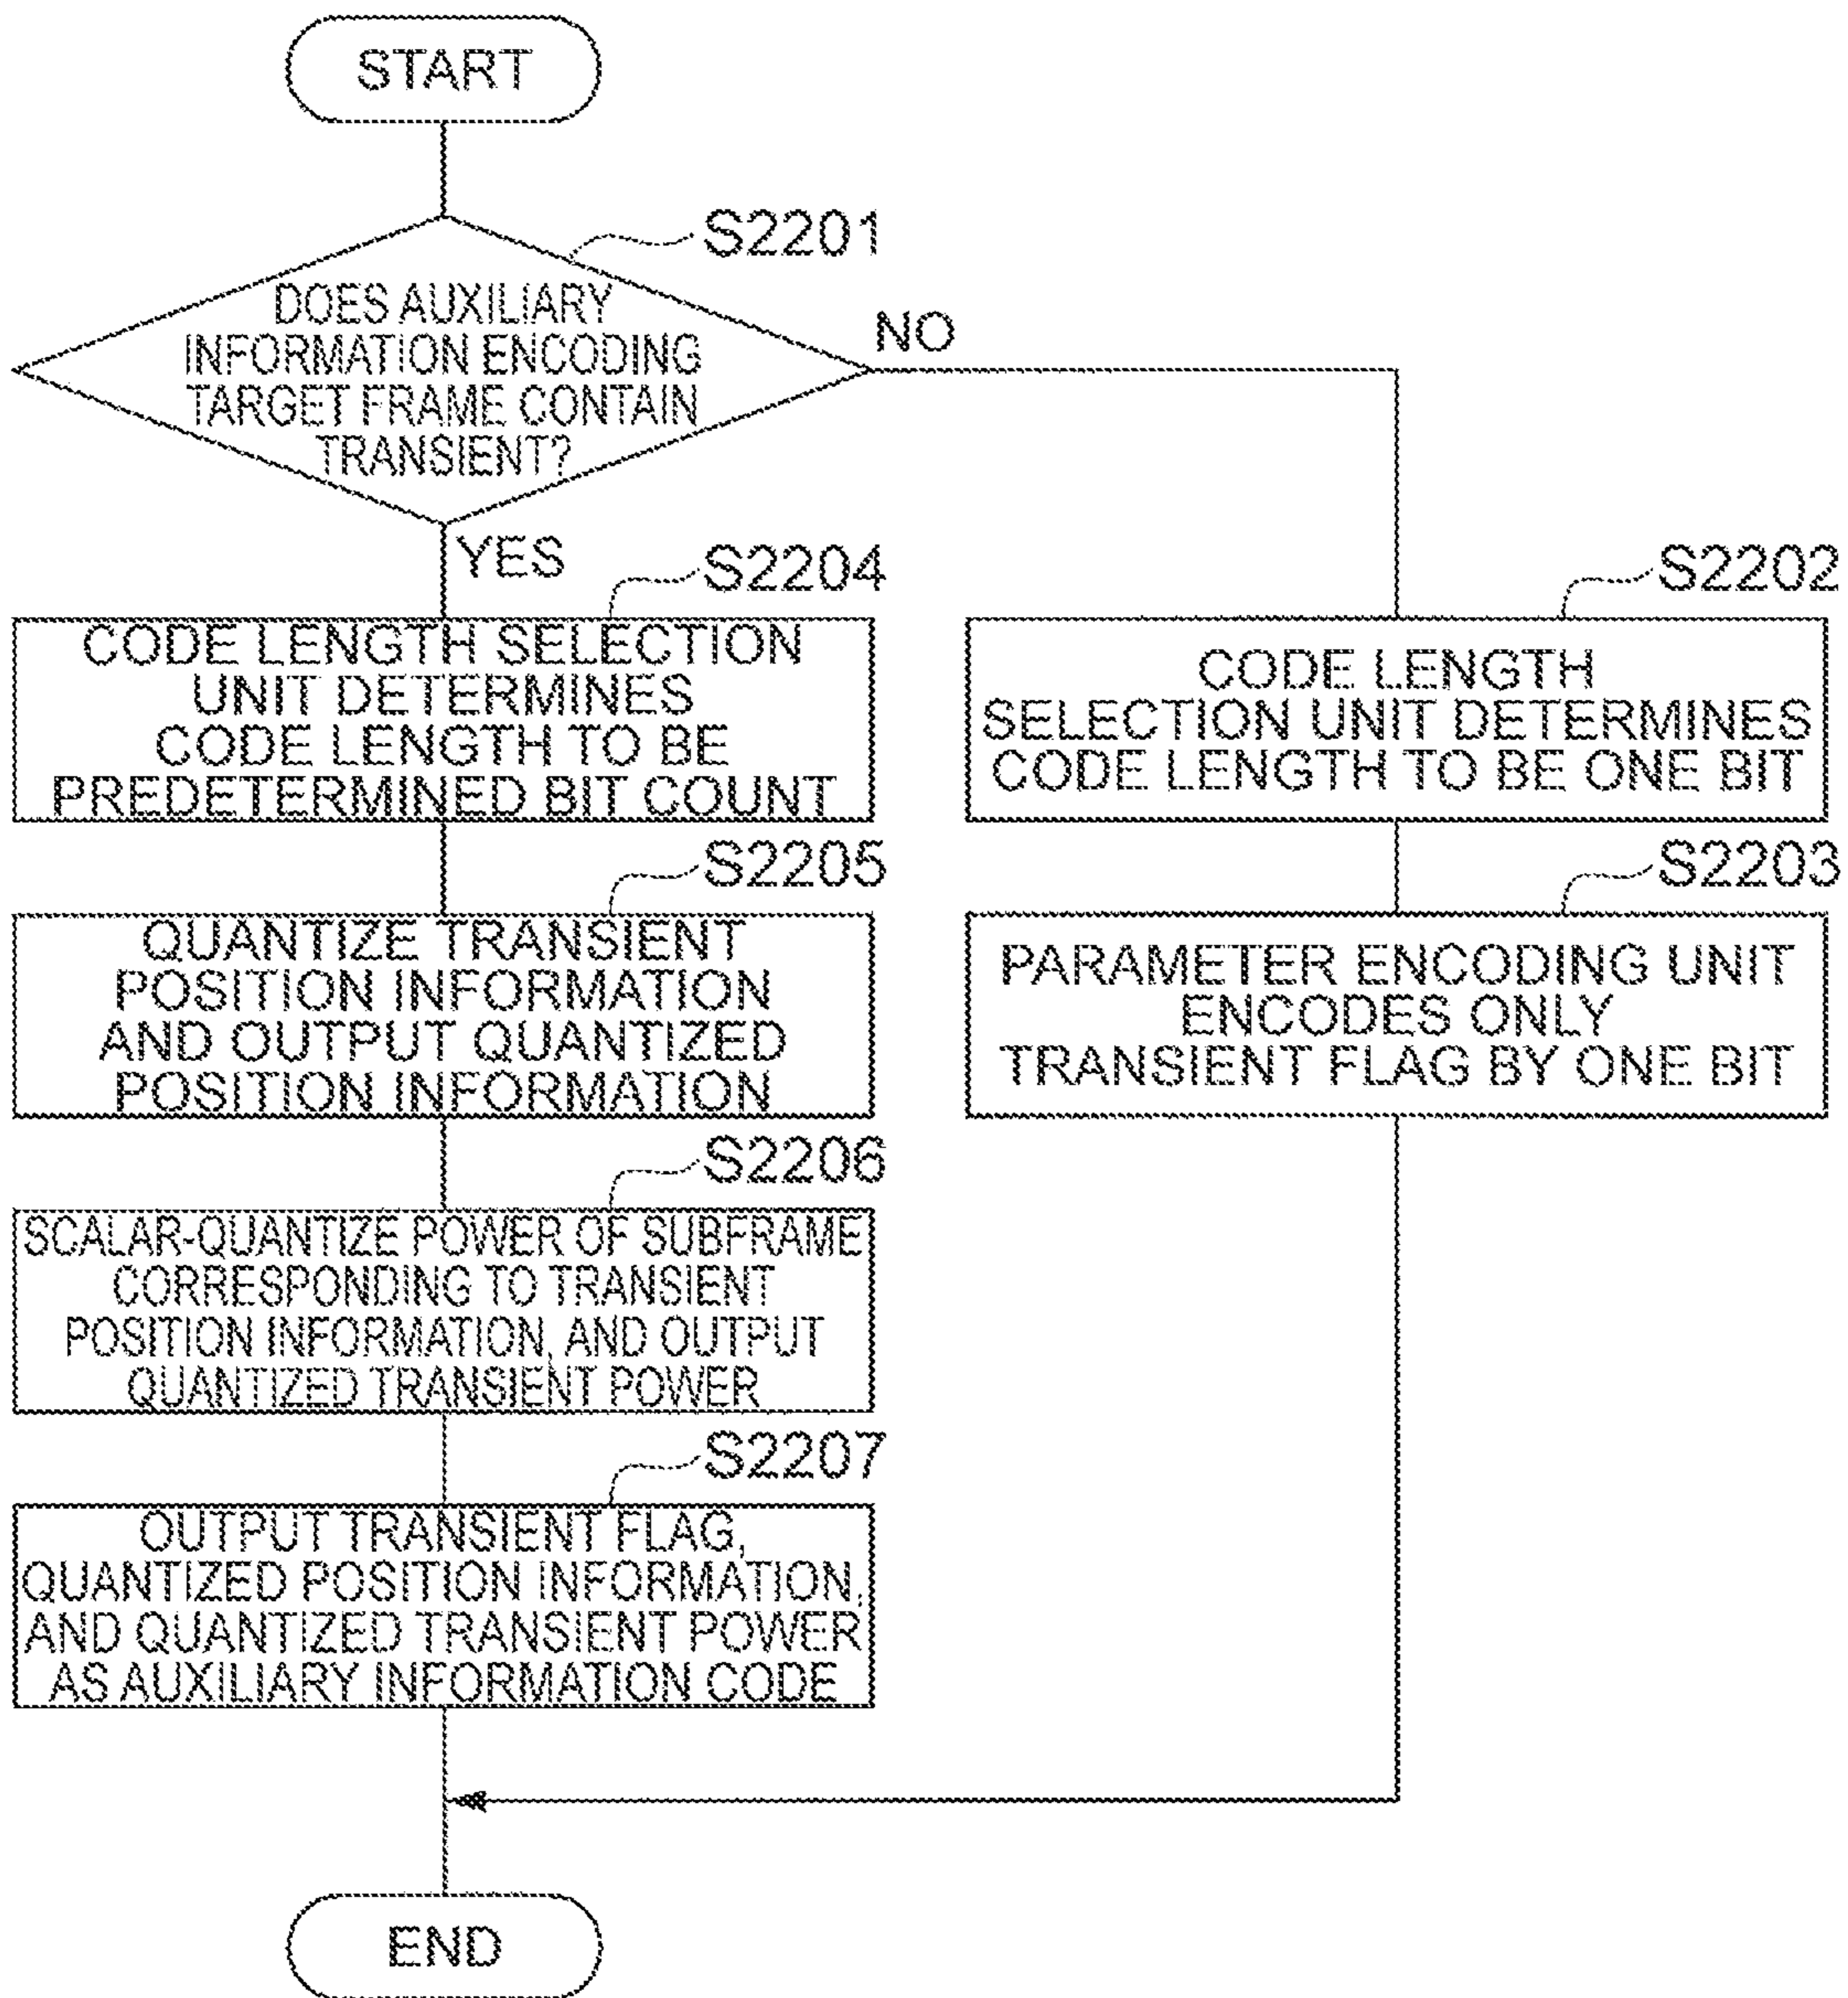 START
S2201
DOES AUXILIARY
INFORMATION ENCODING
TARGET FRAME CONTAIN
TRANSIENT?
NO
YES
S2204
CODE LENGTH SELECTION
UNIT DETERMINES
CODE LENGTH TO BE
PREDETERMINED BIT COUNT
S2202
CODE LENGTH
SELECTION UNIT DETERMINES
CODE LENGTH TO BE ONE BIT
S2205
QUANTIZE TRANSIENT
POSITION INFORMATION
AND OUTPUT QUANTIZED
POSITION INFORMATION
S2203
PARAMETER ENCODING UNIT
ENCODES ONLY
TRANSIENT FLAG BY ONE BIT
S2206
SCALAR-QUANTIZE POWER OF SUBFRAME
CORRESPONDING TO TRANSIENT
POSITION INFORMATION, AND OUTPUT
QUANTIZED TRANSIENT POWER
S2207
OUTPUT TRANSIENT FLAG,
QUANTIZED POSITION INFORMATION,
AND QUANTIZED TRANSIENT POWER
AS AUXILIARY INFORMATION CODE
END